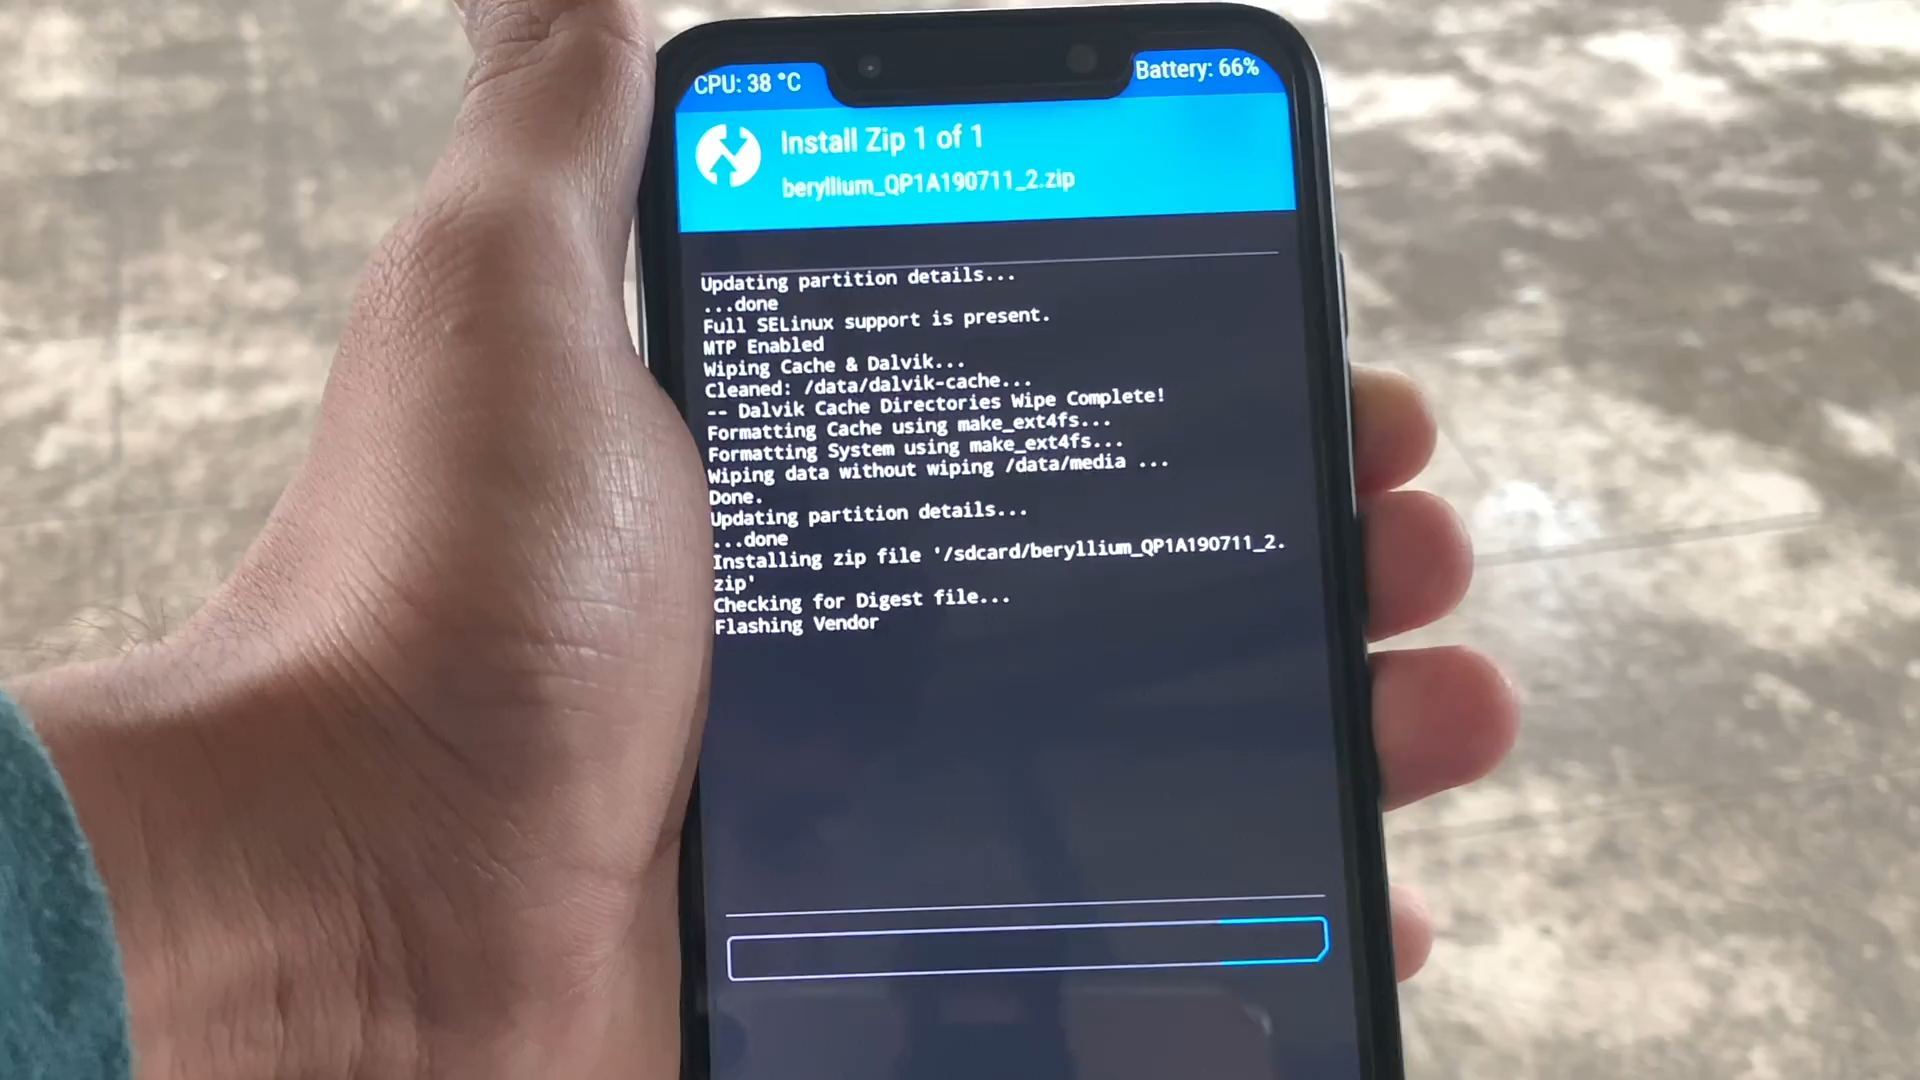 CPU: 38 °C
Battery: 66%
Install Zip 1 of 1
beryllium_QP1A190711_2.zip
Updating partition details...
...done
Full SELinux support is present.
MTP Enabled
Wiping Cache & Dalvik...
Cleaned: /data/dalvik-cache...
-- Dalvik Cache Directories Wipe Complete!
Formatting Cache using make_ext4fs...
Formatting System using make_ext4fs...
Wiping data without wiping /data/media ...
Done.
Updating partition details...
...done
Installing zip file '/sdcard/beryllium_QP1A190711_2.
zip'
Checking for Digest file...
Flashing Vendor